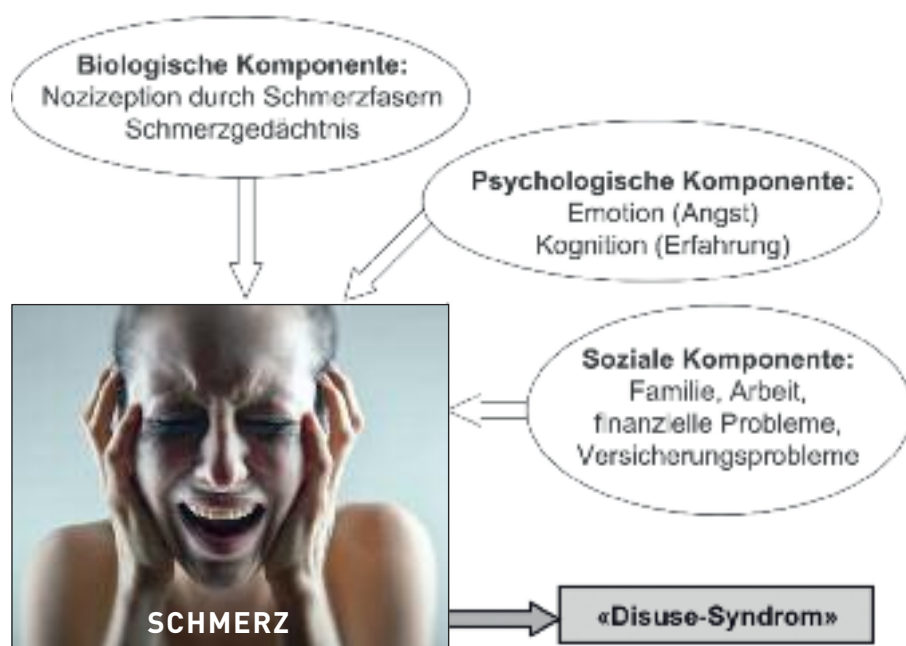 Biologische Komponente:
Nozizeption durch Schmerzfasern
Schmerzgedächtnis
Psychologische Komponente:
Emotion (Angst)
Kognition (Erfahrung)
Soziale Komponente:
Familie, Arbeit,
finanzielle Probleme,
Versicherungsprobleme
SCHMERZ
«Disuse-Syndrom»